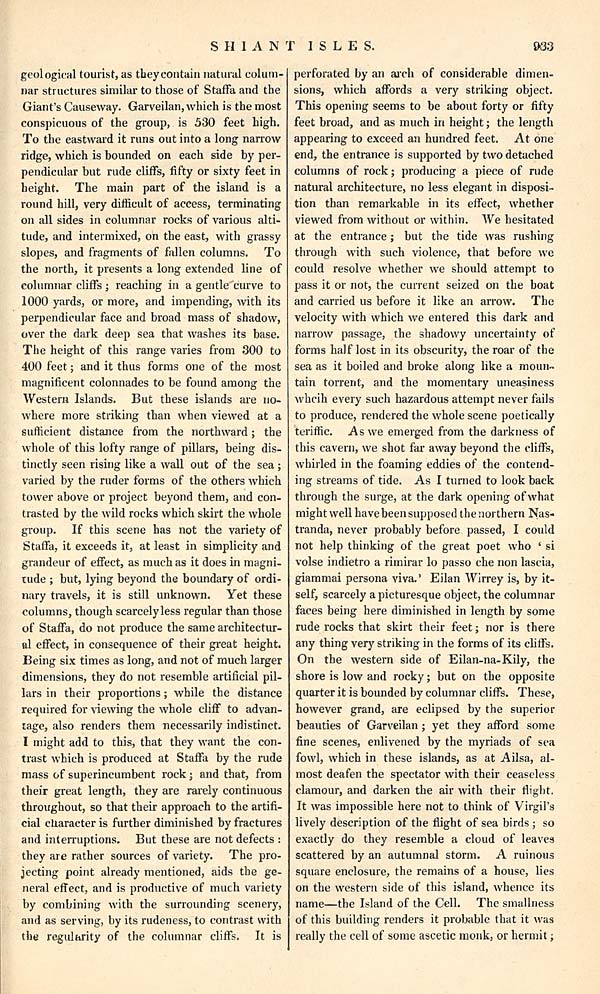 SHIANT ISLES.
933
geological tourist, as they contain natural colum-
nar structures similar to those of Staffa and the
Giant's Causeway. Garveilan, which is the most
conspicuous of the group, is 530 feet high.
To the eastward it runs out into a long narrow
ridge, which is bounded on each side by per-
pendicular but rude cliffs, fifty or sixty feet in
height. The main part of the island is a
round hill, very difficult of access, terminating
on all sides in columnar rocks of various alti-
tude, and intermixed, on the east, with grassy
slopes, and fragments of fallen columns. To
the north, it presents a long extended line of
columnar cliffs; reaching in a gentle curve to
1000 yards, or more, and impending, with its
perpendicular face and broad mass of shadow,
over the dark deep sea that washes its base.
The height of this range varies from 300 to
400 feet; and it thus forms one of the most
magnificent colonnades to be found among the
Western Islands. But these islands are no-
where more striking than when viewed at a
sufficient distance from the northward; the
whole of this lofty range of pillars, being dis-
tinctly seen rising like a wall out of the sea;
varied by the ruder forms of the others which
tower above or project beyond them, and con-
trasted by the wild rocks which skirt the whole
group. If this scene has not the variety of
Staffa, it exceeds it, at least in simplicity and
grandeur of effect, as much as it does in magni-
tude; but, lying beyond the boundary of ordi-
nary travels, it is still unknown. Yet these
columns, though scarcely less regular than those
of Staffa, do not produce the same architectur-
al effect, in consequence of their great height.
Being six times as long, and not of much larger
dimensions, they do not resemble artificial pil-
lars in their proportions; while the distance
required for viewing the whole cliff to advan-
tage, also renders them necessarily indistinct.
I might add to this, that they want the con-
trast which is produced at Staffa by the rude
mass of superincumbent rock; and that, from
their great length, they are rarely continuous
throughout, so that their approach to the artifi-
cial character is further diminished by fractures
and interruptions. But these are not defects:
they are rather sources of variety. The pro-
jecting point already mentioned, aids the ge-
neral effect, and is productive of much variety
by combining with the surrounding scenery,
and as serving, by its rudeness, to contrast with
the regularity of the columnar cliffs. It is
perforated by an arch of considerable dimen-
sions, which affords a very striking object.
This opening seems to be about forty or fifty
feet broad, and as much in height; the length
appearing to exceed an hundred feet. At one
end, the entrance is supported by two detached
columns of rock; producing a piece of rude
natural architecture, no less elegant in disposi-
tion than remarkable in its effect, whether
viewed from without or within. We hesitated
at the entrance; but the tide was rushing
through with such violence, that before we
could resolve whether we should attempt to
pass it or not, the current seized on the boat
and carried us before it like an arrow. The
velocity with which we entered this dark and
narrow passage, the shadowy uncertainty of
forms half lost in its obscurity, the roar of the
sea as it boiled and broke along like a moun-
tain torrent, and the momentary uneasiness
whcih every such hazardous attempt never fails
to produce, rendered the whole scene poetically
teriffic. As we emerged from the darkness of
this cavern, we shot far away beyond the cliffs,
whirled in the foaming eddies of the contend-
ing streams of tide. As I turned to look back
through the surge, at the dark opening of what
might well have been supposed the northern Nas-
tranda, never probably before passed, I could
not help thinking of the great poet who ‘ si
volse indietro a rimirar lo passo che non lascia,
giammai persona viva.’ Eilan Wirrey is, by it-
self, scarcely a picturesque object, the columnar
faces being here diminished in length by some
rude rocks that skirt their feet; nor is there
any thing very striking in the forms of its cliffs.
On the western side of Eilan-na-Kily, the
shore is low and rocky; but on the opposite
quarter it is bounded by columnar cliffs. These,
however grand, are eclipsed by the superior
beauties of Garveilan; yet they afford some
fine scenes, enlivened by the myriads of sea
fowl, which in these islands, as at Ailsa, al-
most deafen the spectator with their ceaseless
clamour, and darken the air with their flight.
It was impossible here not to think of Virgil's
lively description of the flight of sea birds; so
exactly do they resemble a cloud of leaves
scattered by an autumnal storm. A ruinous
square enclosure, the remains of a house, lies
on the western side of this island, whence its
name—the Island of the Cell. The smallness
of this building renders it probable that it was
really the cell of some ascetic monk, or hermit;